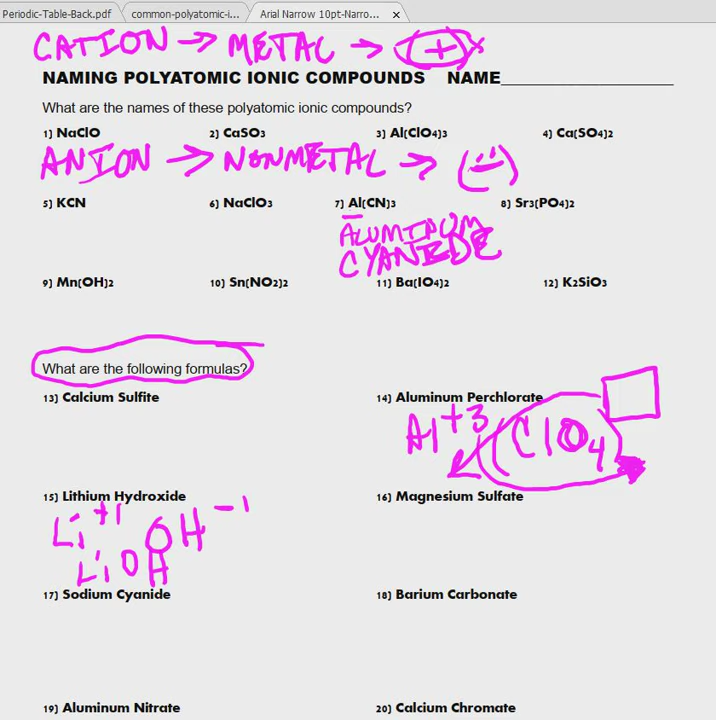 Periodic-Table-Back.pdf common-polyatomic-i... Arial Narrow 10pt-Narro... ×
CATION → METAL → (+)
NAMING POLYATOMIC IONIC COMPOUNDS NAME____________________
What are the names of these polyatomic ionic compounds?
1) NaClO 2) CaSO3 3) Al(ClO4)3 4) Ca(SO4)2
ANION → NONMETAL → (-)
5) KCN 6) NaClO3 7) Al(CN)3 8) Sr3(PO4)2
ALUMINUM
CYANIDE
9) Mn(OH)2 10) Sn(NO2)2 11) Ba(IO4)2 12) K2SiO3
What are the following formulas?
13) Calcium Sulfite 14) Aluminum Perchlorate
Al+3 (ClO4)
15) Lithium Hydroxide 16) Magnesium Sulfate
Li+1 OH-1
LiOH
17) Sodium Cyanide 18) Barium Carbonate
19) Aluminum Nitrate 20) Calcium Chromate